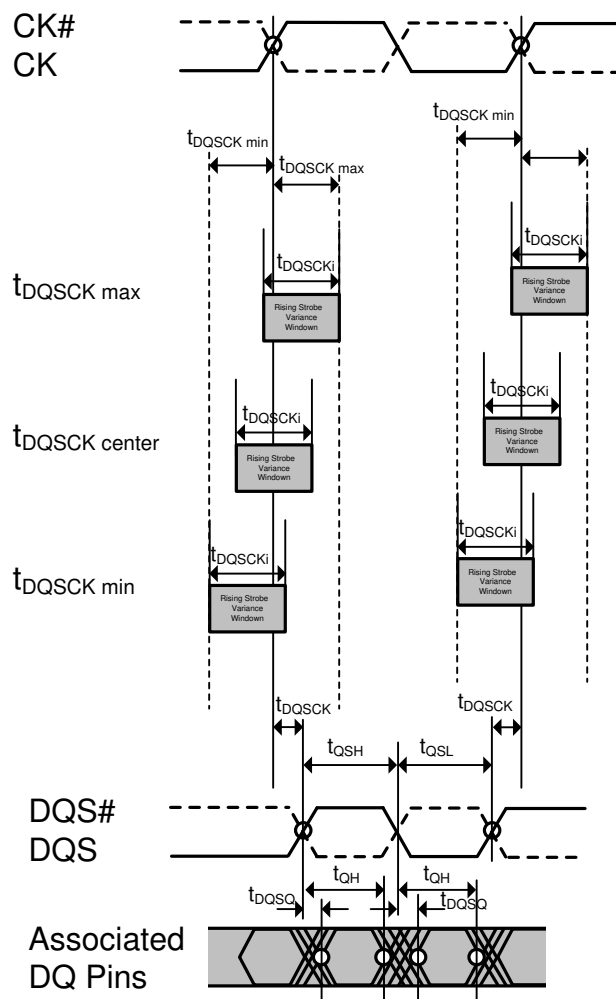 CK#
CK
tDQSCK min
tDQSCK min
tDQSCK max
tDQSCKi
tDQSCKi
tDQSCK max
Rising Strobe
Variance
Windown
Rising Strobe
Variance
Windown
tDQSCKi
tDQSCKi
tDQSCK center
Rising Strobe
Variance
Windown
Rising Strobe
Variance
Windown
tDQSCKi
tDQSCKi
tDQSCK min
Rising Strobe
Variance
Windown
Rising Strobe
Variance
Windown
tDQSCK
tDQSCK
tQSH
tQSL
DQS#
DQS
tQH
tQH
tDQSQ
tDQSQ
Associated
DQ Pins